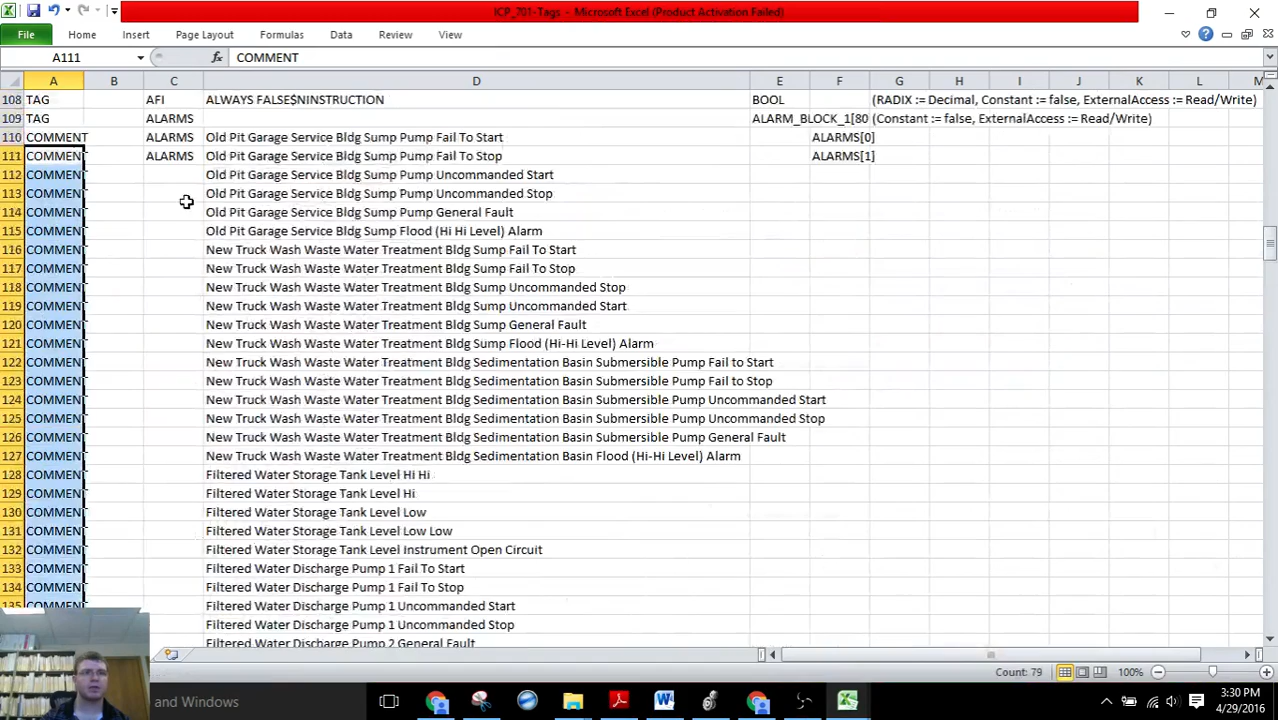 ICP_701-Tags - Microsoft Excel (Product Activation Failed)
File Home Insert Page Layout Formulas Data Review View
A111 fx COMMENT
A B C D E F G H I J K L M
108 TAG AFI ALWAYS FALSE$NINSTRUCTION BOOL (RADIX := Decimal, Constant := false, ExternalAccess := Read/Write)
109 TAG ALARMS ALARM_BLOCK_1[80 (Constant := false, ExternalAccess := Read/Write)
110 COMMENT ALARMS Old Pit Garage Service Bldg Sump Pump Fail To Start ALARMS[0]
111 COMMENT ALARMS Old Pit Garage Service Bldg Sump Pump Fail To Stop ALARMS[1]
112 COMMENT Old Pit Garage Service Bldg Sump Pump Uncommanded Start
113 COMMENT Old Pit Garage Service Bldg Sump Pump Uncommanded Stop
114 COMMENT Old Pit Garage Service Bldg Sump Pump General Fault
115 COMMENT Old Pit Garage Service Bldg Sump Flood (Hi Hi Level) Alarm
116 COMMENT New Truck Wash Waste Water Treatment Bldg Sump Fail To Start
117 COMMENT New Truck Wash Waste Water Treatment Bldg Sump Fail To Stop
118 COMMENT New Truck Wash Waste Water Treatment Bldg Sump Uncommanded Stop
119 COMMENT New Truck Wash Waste Water Treatment Bldg Sump Uncommanded Start
120 COMMENT New Truck Wash Waste Water Treatment Bldg Sump General Fault
121 COMMENT New Truck Wash Waste Water Treatment Bldg Sump Flood (Hi-Hi Level) Alarm
122 COMMENT New Truck Wash Waste Water Treatment Bldg Sedimentation Basin Submersible Pump Fail to Start
123 COMMENT New Truck Wash Waste Water Treatment Bldg Sedimentation Basin Submersible Pump Fail to Stop
124 COMMENT New Truck Wash Waste Water Treatment Bldg Sedimentation Basin Submersible Pump Uncommanded Start
125 COMMENT New Truck Wash Waste Water Treatment Bldg Sedimentation Basin Submersible Pump Uncommanded Stop
126 COMMENT New Truck Wash Waste Water Treatment Bldg Sedimentation Basin Submersible Pump General Fault
127 COMMENT New Truck Wash Waste Water Treatment Bldg Sedimentation Basin Flood (Hi-Hi Level) Alarm
128 COMMENT Filtered Water Storage Tank Level Hi Hi
129 COMMENT Filtered Water Storage Tank Level Hi
130 COMMENT Filtered Water Storage Tank Level Low
131 COMMENT Filtered Water Storage Tank Level Low Low
132 COMMENT Filtered Water Storage Tank Level Instrument Open Circuit
133 COMMENT Filtered Water Discharge Pump 1 Fail To Start
134 COMMENT Filtered Water Discharge Pump 1 Fail To Stop
135 COMMENT Filtered Water Discharge Pump 1 Uncommanded Start
Filtered Water Discharge Pump 1 Uncommanded Stop
Filtered Water Discharge Pump 2 General Fault
Count: 79 100%
and Windows
3:30 PM
4/29/2016